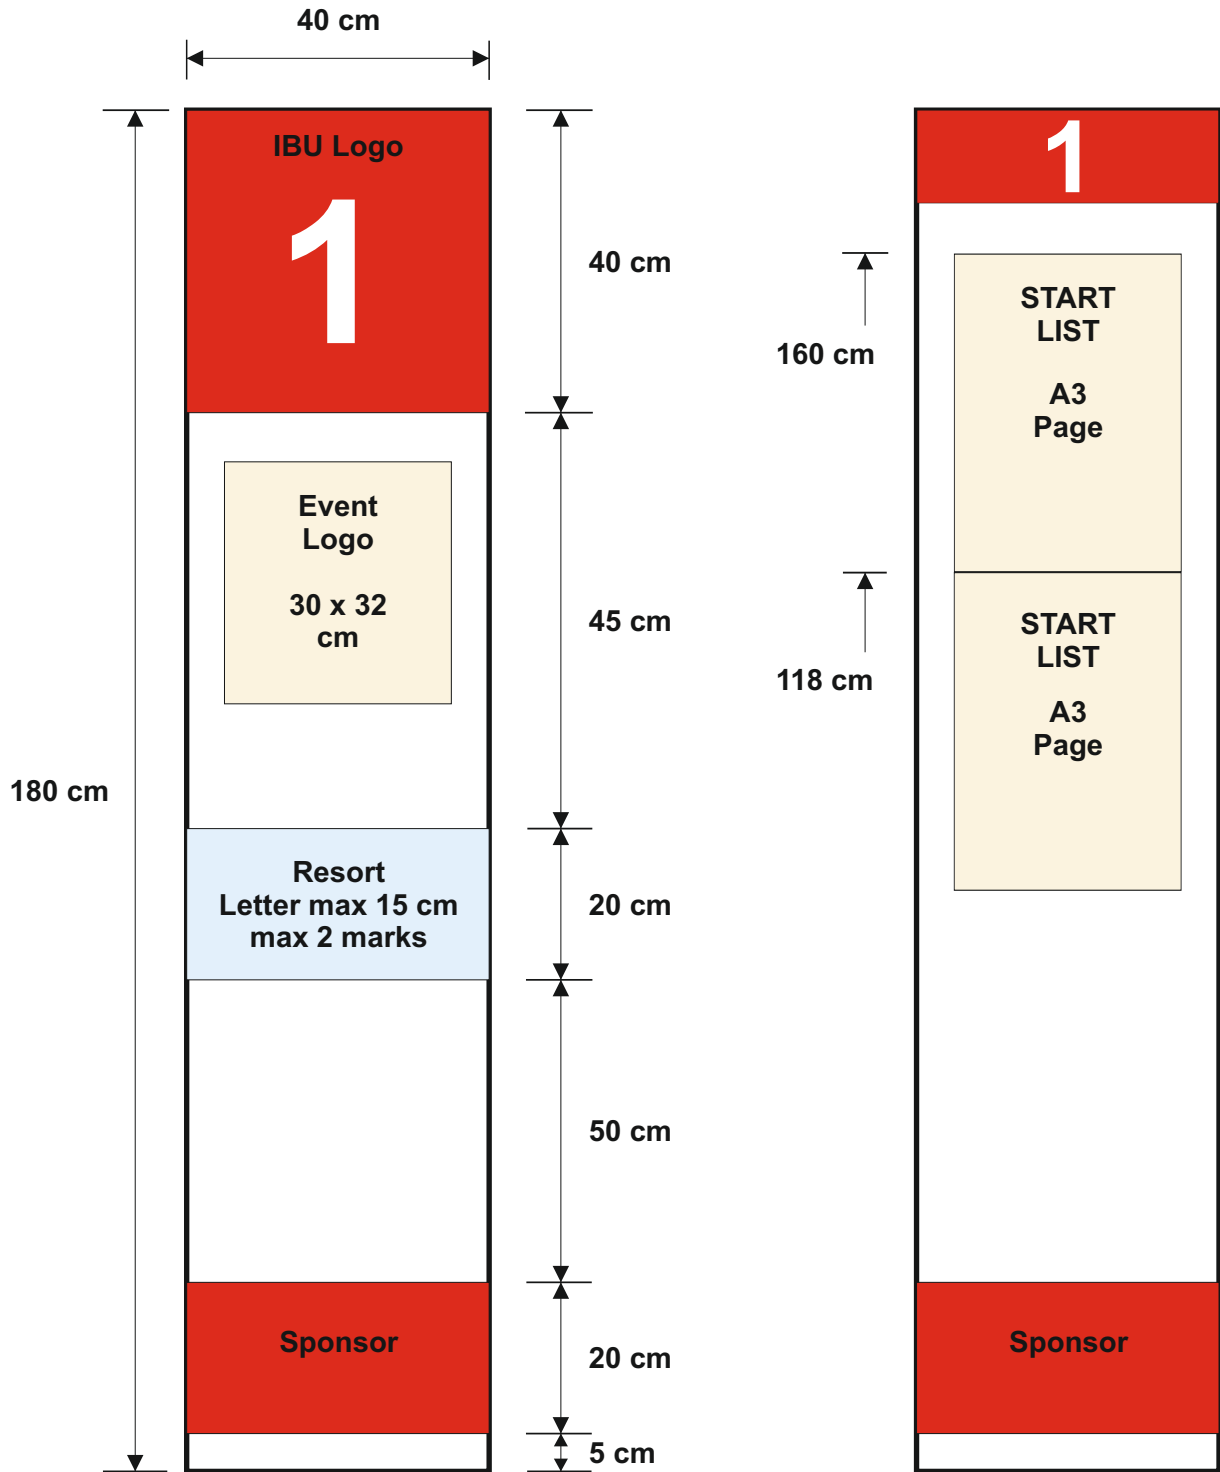 40 cm
IBU Logo
1
40 cm
Event
Logo
30 x 32
cm
45 cm
180 cm
Resort
Letter max 15 cm
max 2 marks
20 cm
50 cm
Sponsor
20 cm
5 cm
1
START
LIST
A3
Page
160 cm
START
LIST
A3
Page
118 cm
Sponsor